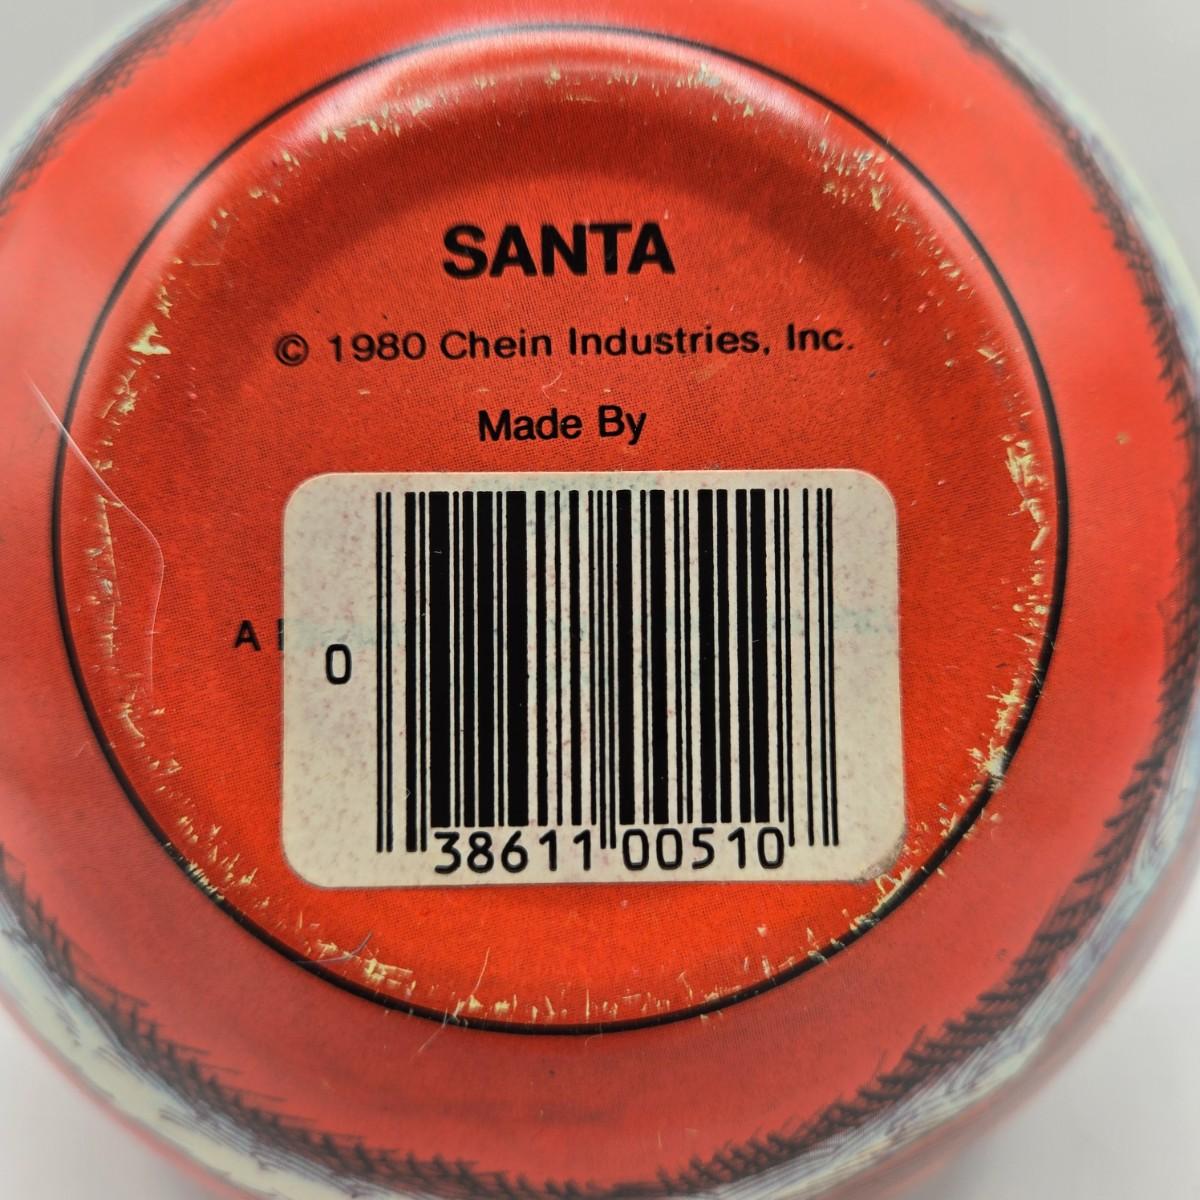 SANTA
© 1980 Chein Industries, Inc.
Made By
A
0
38611 00510